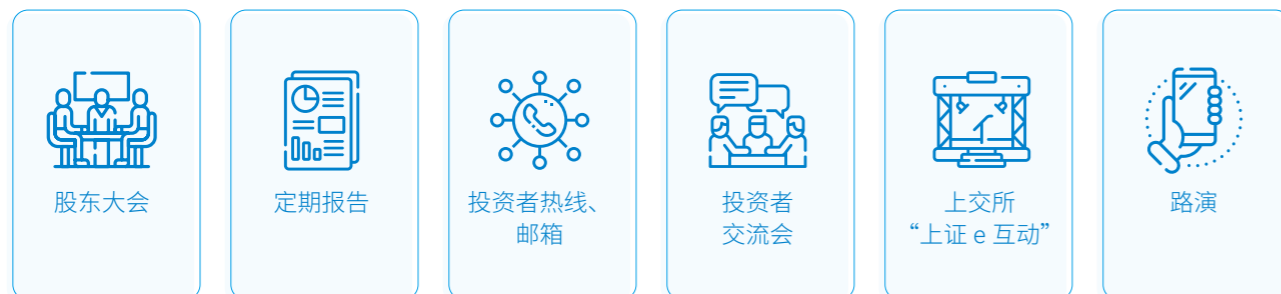 股东大会
定期报告
投资者热线、
邮箱
投资者
交流会
上交所
“上证 e 互动”
路演